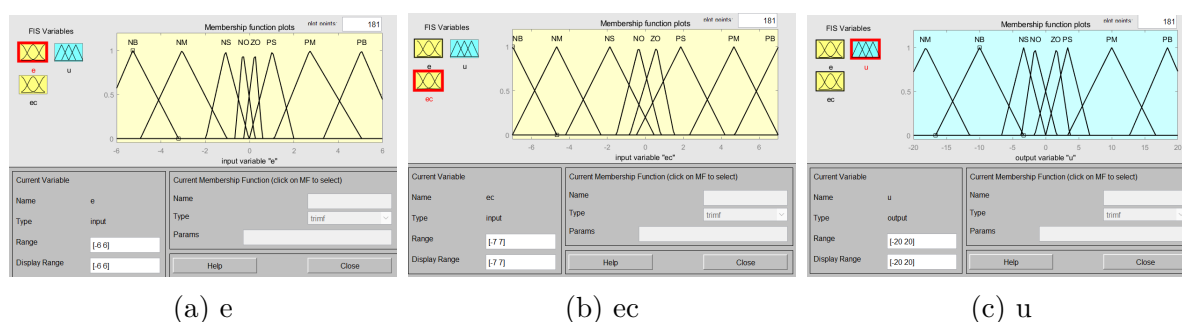 FIS Variables
Membership function plots
plot points:
181
e
u
ec
NB NM NS NO ZO PS PM PB
1
0.5
0
-6 -4 -2 0 2 4 6
input variable "e"
Current Variable
Name e
Type input
Range [-6 6]
Display Range [-6 6]
Current Membership Function (click on MF to select)
Name
Type trimf
Params
Help Close
(a) e
FIS Variables
Membership function plots
plot points:
181
e
u
ec
NB NM NS NO ZO PS PM PB
1
0.5
0
-6 -4 -2 0 2 4 6
input variable "ec"
Current Variable
Name ec
Type input
Range [-7 7]
Display Range [-7 7]
Current Membership Function (click on MF to select)
Name
Type trimf
Params
Help Close
(b) ec
FIS Variables
Membership function plots
plot points:
181
e
u
ec
NM NB NS NO ZO PS PM PB
1
0.5
0
-20 -15 -10 -5 0 5 10 15 20
output variable "u"
Current Variable
Name u
Type output
Range [-20 20]
Display Range [-20 20]
Current Membership Function (click on MF to select)
Name
Type trimf
Params
Help Close
(c) u